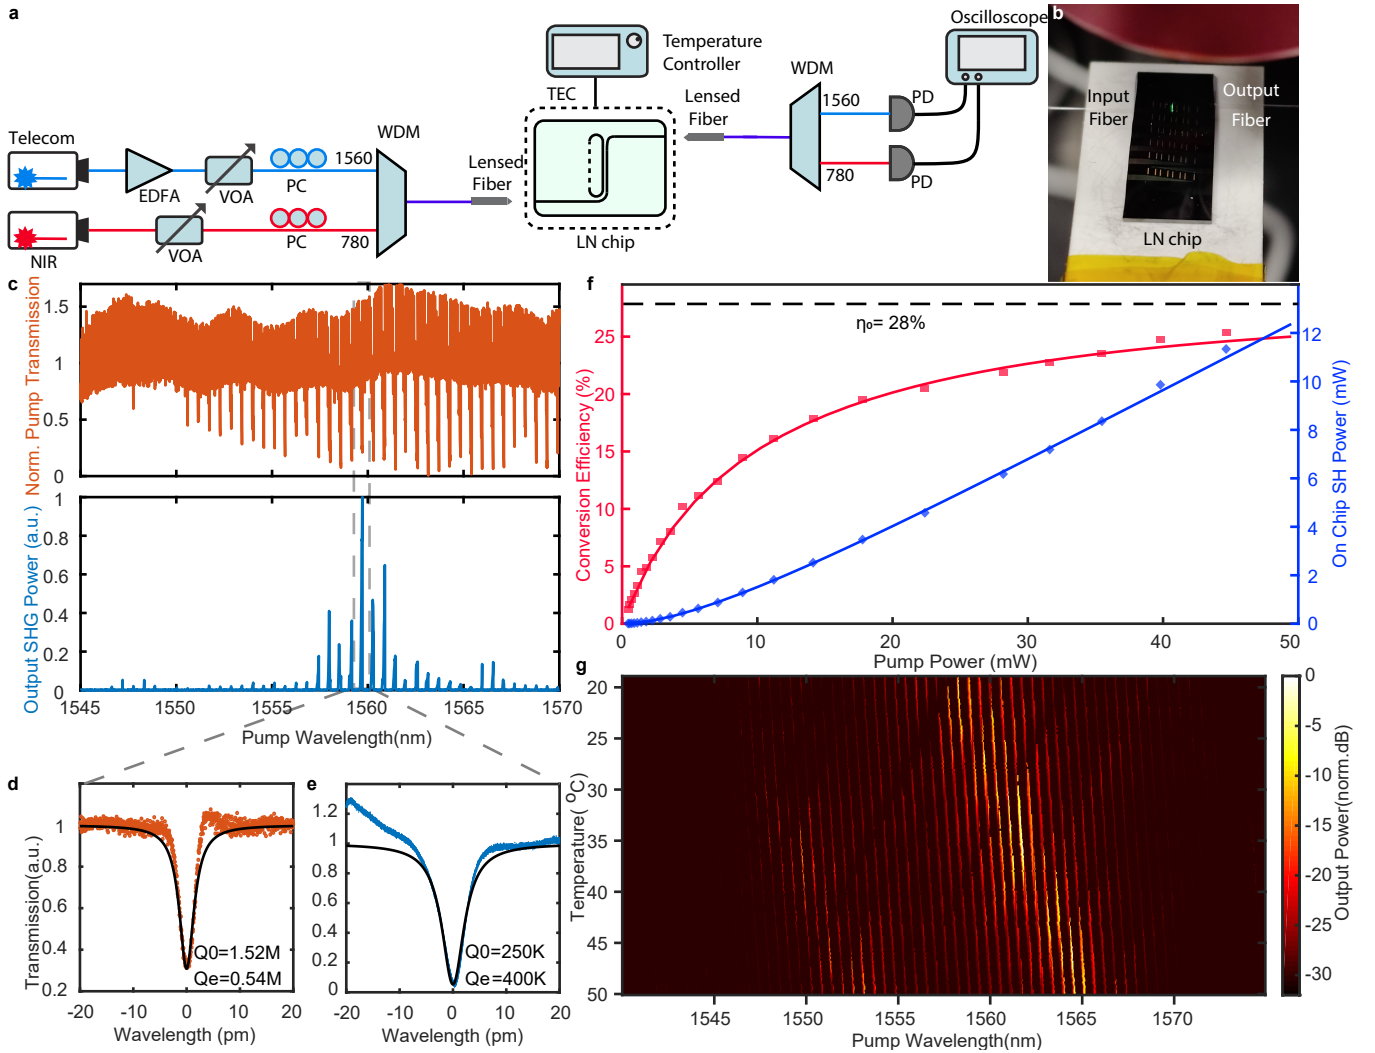 a
Telecom
EDFA
VOA
PC
1560
WDM
NIR
VOA
PC
780
Lensed
Fiber
Temperature
Controller
TEC
LN chip
Lensed
Fiber
WDM
1560
780
PD
PD
Oscilloscope
b
Input
Fiber
Output
Fiber
LN chip
c
Norm. Pump Transmission
1.5
1
0.5
0
Output SHG Power (a.u.)
1
0.8
0.6
0.4
0.2
0
1545
1550
1555
1560
1565
1570
Pump Wavelength(nm)
d
Transmission(a.u.)
1
0.8
0.6
0.4
0.2
Q0=1.52M
Qe=0.54M
-20
-10
0
10
20
Wavelength (pm)
e
1.2
1
0.8
0.6
0.4
0.2
0
Q0=250K
Qe=400K
-20
-10
0
10
20
Wavelength (pm)
f
Conversion Efficiency (%)
25
20
15
10
5
0
η₀= 28%
12
10
8
6
4
2
0
On Chip SH Power (mW)
0
10
20
30
40
50
Pump Power (mW)
g
Temperature( °C)
20
25
30
35
40
45
50
1545
1550
1555
1560
1565
1570
Pump Wavelength(nm)
0
-5
-10
-15
-20
-25
-30
Output Power(norm.dB)